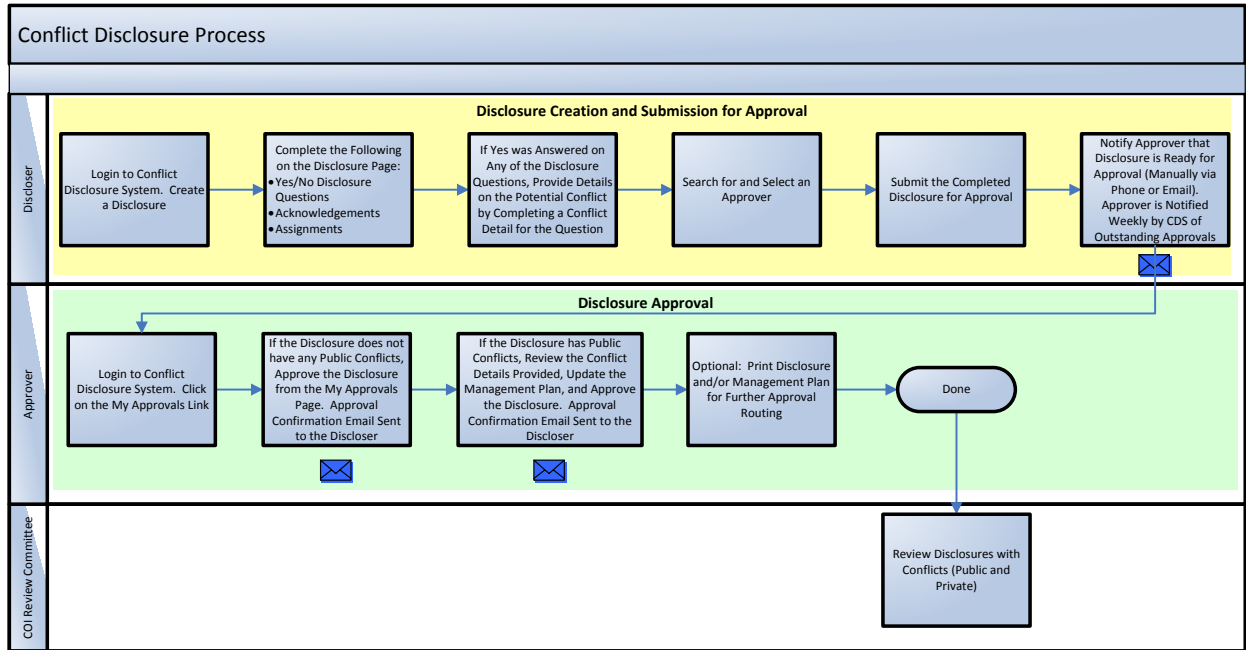 Conflict Disclosure Process
Discloser
Disclosure Creation and Submission for Approval
Login to Conflict
Disclosure System.  Create
a Disclosure
Complete the Following
on the Disclosure Page:
•Yes/No Disclosure
Questions
•Acknowledgements
•Assignments
If Yes was Answered on
Any of the Disclosure
Questions, Provide Details
on the Potential Conflict
by Completing a Conflict
Detail for the Question
Search for and Select an
Approver
Submit the Completed
Disclosure for Approval
Notify Approver that
Disclosure is Ready for
Approval (Manually via
Phone or Email).
Approver is Notified
Weekly by CDS of
Outstanding Approvals
Approver
Disclosure Approval
Login to Conflict
Disclosure System.  Click
on the My Approvals Link
If the Disclosure does not
have any Public Conflicts,
Approve the Disclosure
from the My Approvals
Page.  Approval
Confirmation Email Sent
to the Discloser
If the Disclosure has Public
Conflicts, Review the Conflict
Details Provided, Update the
Management Plan, and Approve
the Disclosure.  Approval
Confirmation Email Sent to the
Discloser
Optional:  Print Disclosure
and/or Management Plan
for Further Approval
Routing
Done
COI Review Committee
Review Disclosures with
Conflicts (Public and
Private)